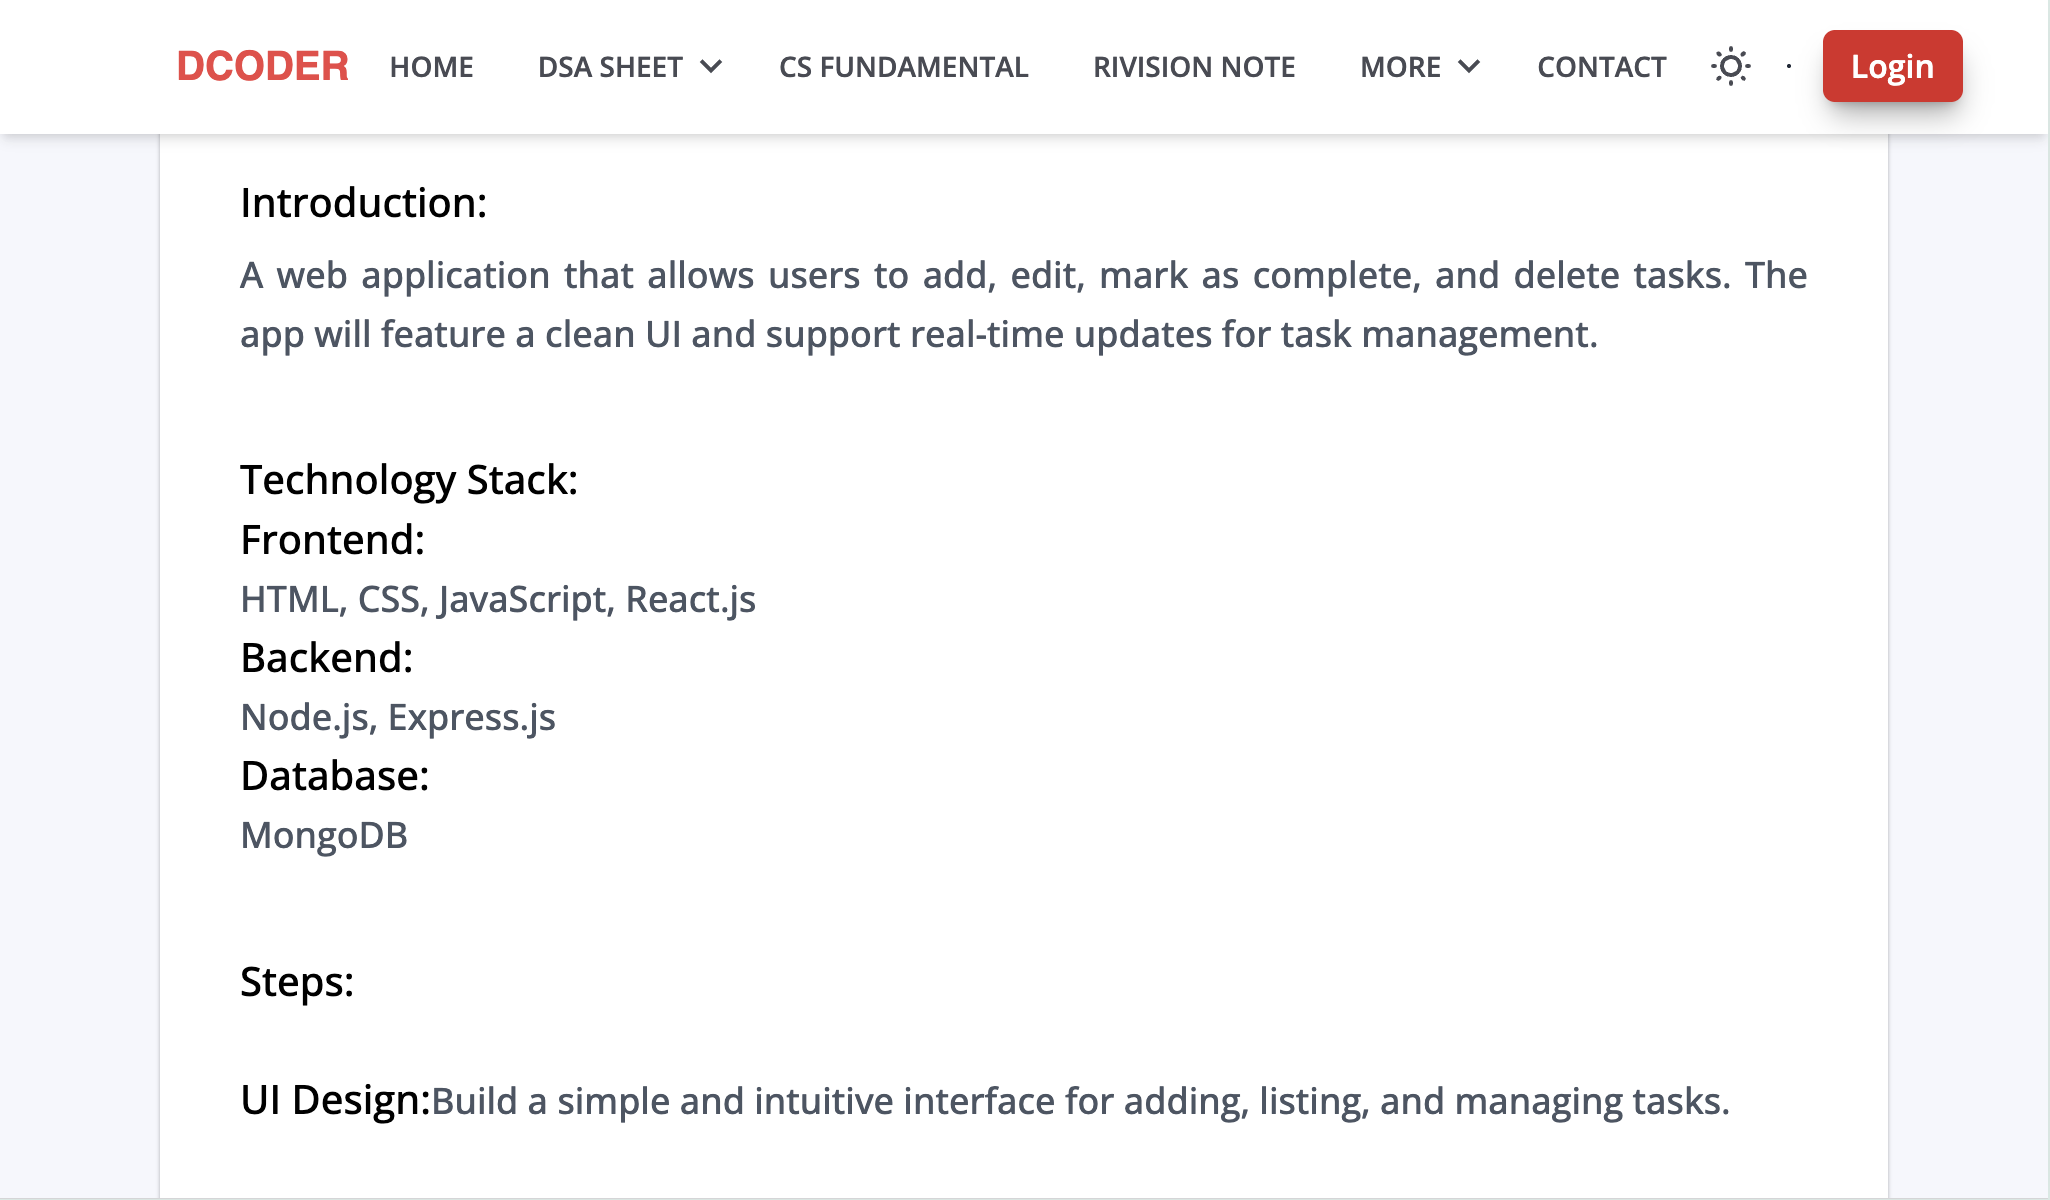 DCODER HOME DSA SHEET CS FUNDAMENTAL RIVISION NOTE MORE CONTACT Login
Introduction:
A web application that allows users to add, edit, mark as complete, and delete tasks. The
app will feature a clean UI and support real-time updates for task management.
Technology Stack:
Frontend:
HTML, CSS, JavaScript, React.js
Backend:
Node.js, Express.js
Database:
MongoDB
Steps:
UI Design:Build a simple and intuitive interface for adding, listing, and managing tasks.